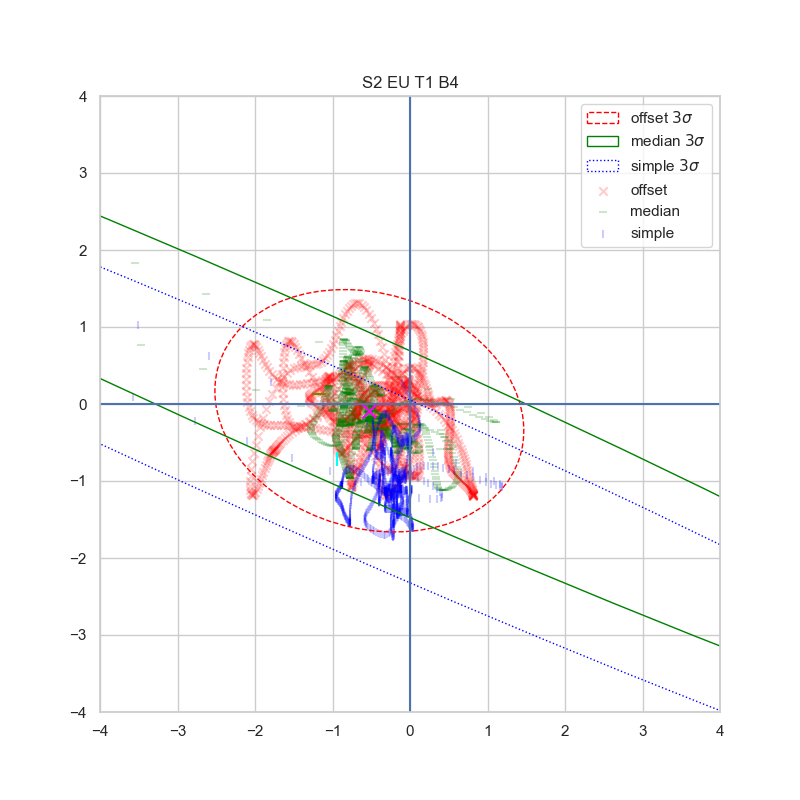 S2 EU T1 B4
offset 3σ
median 3σ
simple 3σ
offset
median
simple
4
3
2
1
0
−1
−2
−3
−4
−4 −3 −2 −1 0 1 2 3 4